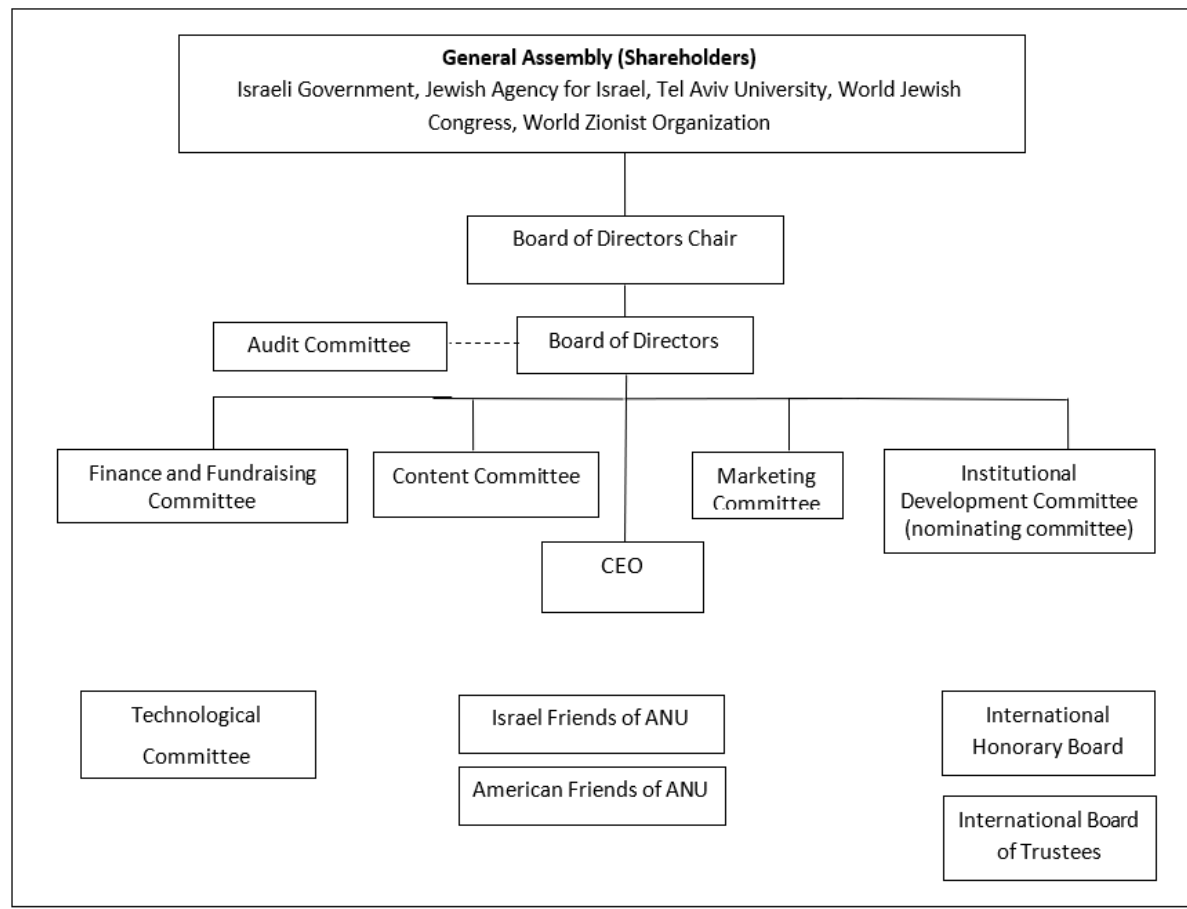 General Assembly (Shareholders)
Israeli Government, Jewish Agency for Israel, Tel Aviv University, World Jewish
Congress, World Zionist Organization
Board of Directors Chair
Audit Committee
Board of Directors
Finance and Fundraising
Committee
Content Committee
Marketing
Committee
Institutional
Development Committee
(nominating committee)
CEO
Technological
Committee
Israel Friends of ANU
American Friends of ANU
International
Honorary Board
International Board
of Trustees